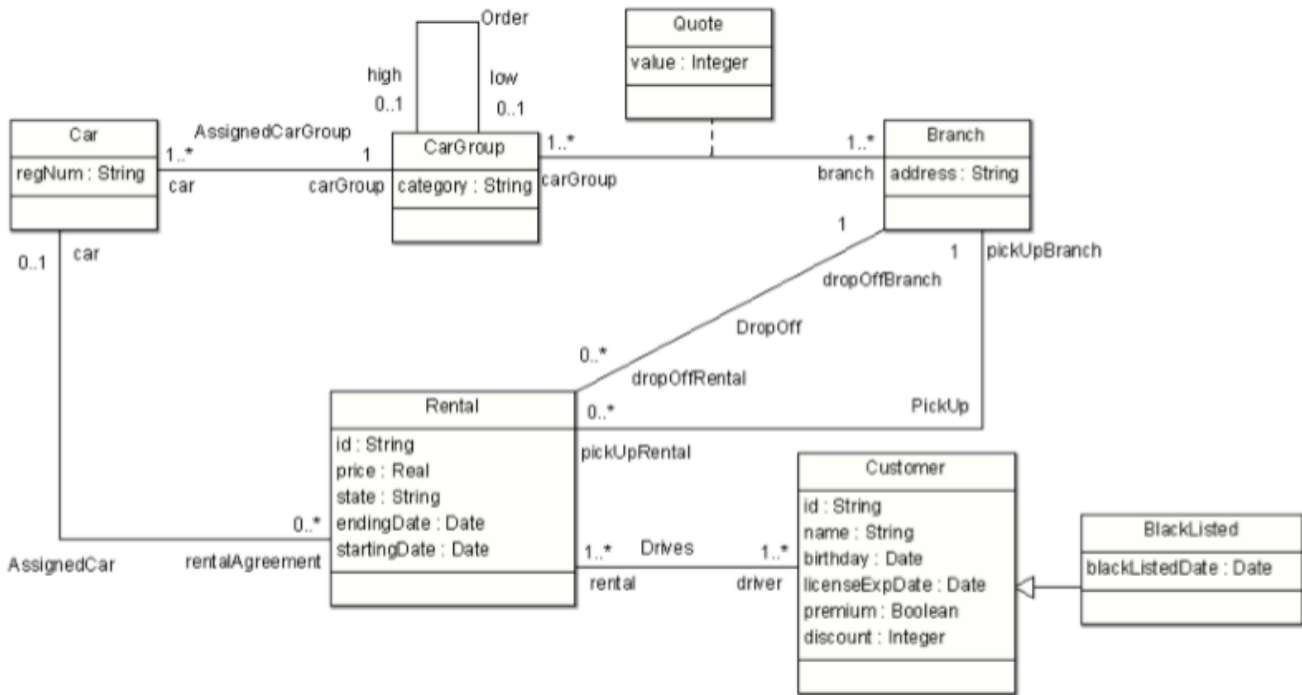 Order
high
low
0..1
0..1
Quote
value : Integer
Car
regNum : String
AssignedCarGroup
1..*
1
car
carGroup
CarGroup
category : String
1..*
1..*
carGroup
branch
Branch
address : String
0..1
car
1
1
pickUpBranch
dropOffBranch
DropOff
0..*
dropOffRental
Rental
id : String
price : Real
state : String
endingDate : Date
startingDate : Date
0..*
PickUp
pickUpRental
0..*
AssignedCar
rentalAgreement
1..*
Drives
1..*
rental
driver
Customer
id : String
name : String
birthday : Date
licenseExpDate : Date
premium : Boolean
discount : Integer
BlackListed
blackListedDate : Date